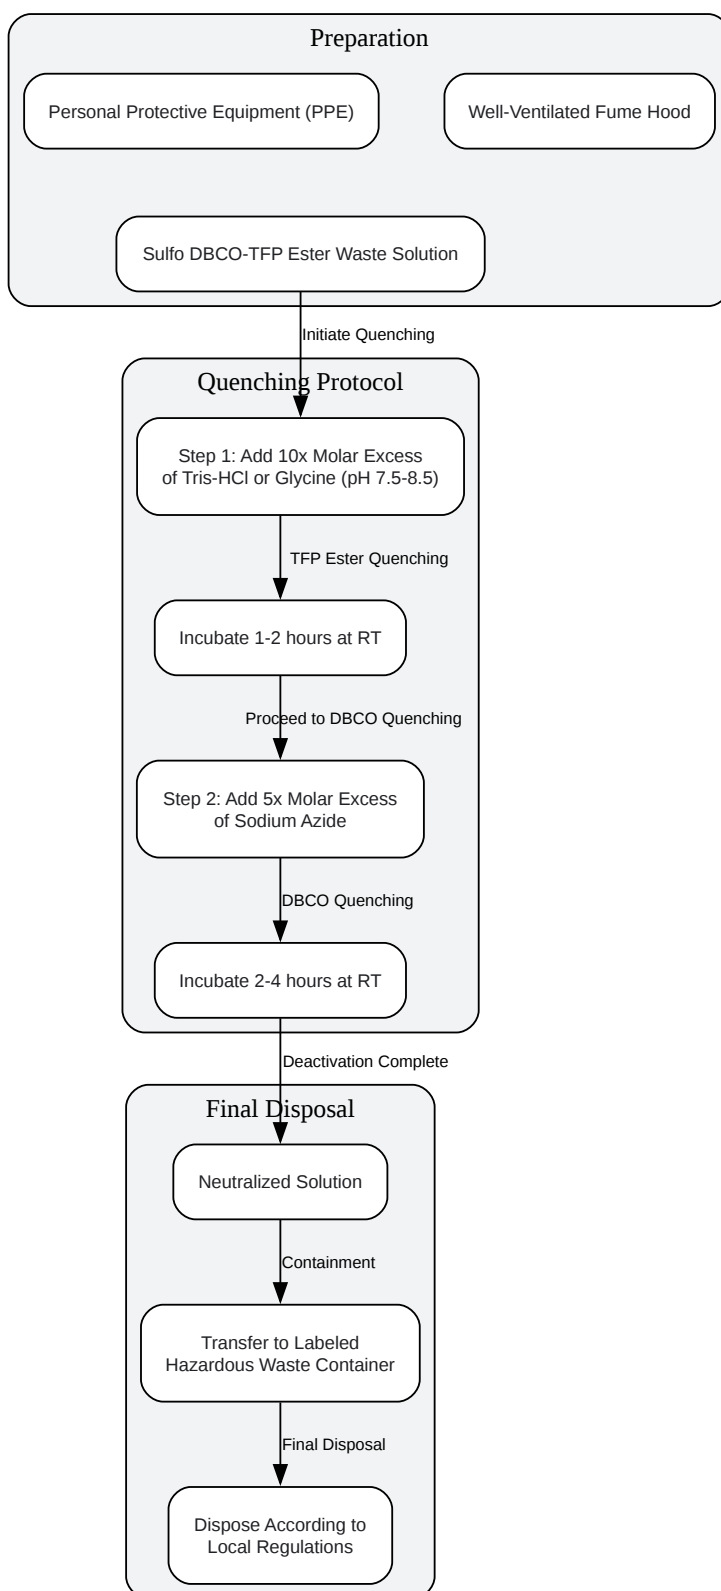 Preparation
Personal Protective Equipment (PPE)
Well-Ventilated Fume Hood
Sulfo DBCO-TFP Ester Waste Solution
Initiate Quenching
Quenching Protocol
Step 1: Add 10x Molar Excess
of Tris-HCl or Glycine (pH 7.5-8.5)
TFP Ester Quenching
Incubate 1-2 hours at RT
Proceed to DBCO Quenching
Step 2: Add 5x Molar Excess
of Sodium Azide
DBCO Quenching
Incubate 2-4 hours at RT
Deactivation Complete
Final Disposal
Neutralized Solution
Containment
Transfer to Labeled
Hazardous Waste Container
Final Disposal
Dispose According to
Local Regulations